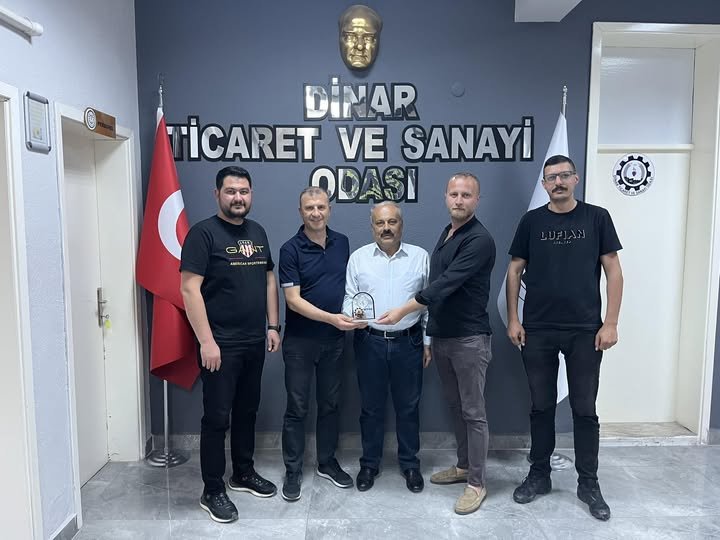 DİNAR
TİCARET VE SANAYİ
ODASI
GANT
AMERICAN SPORTSWEAR
LUFIAN